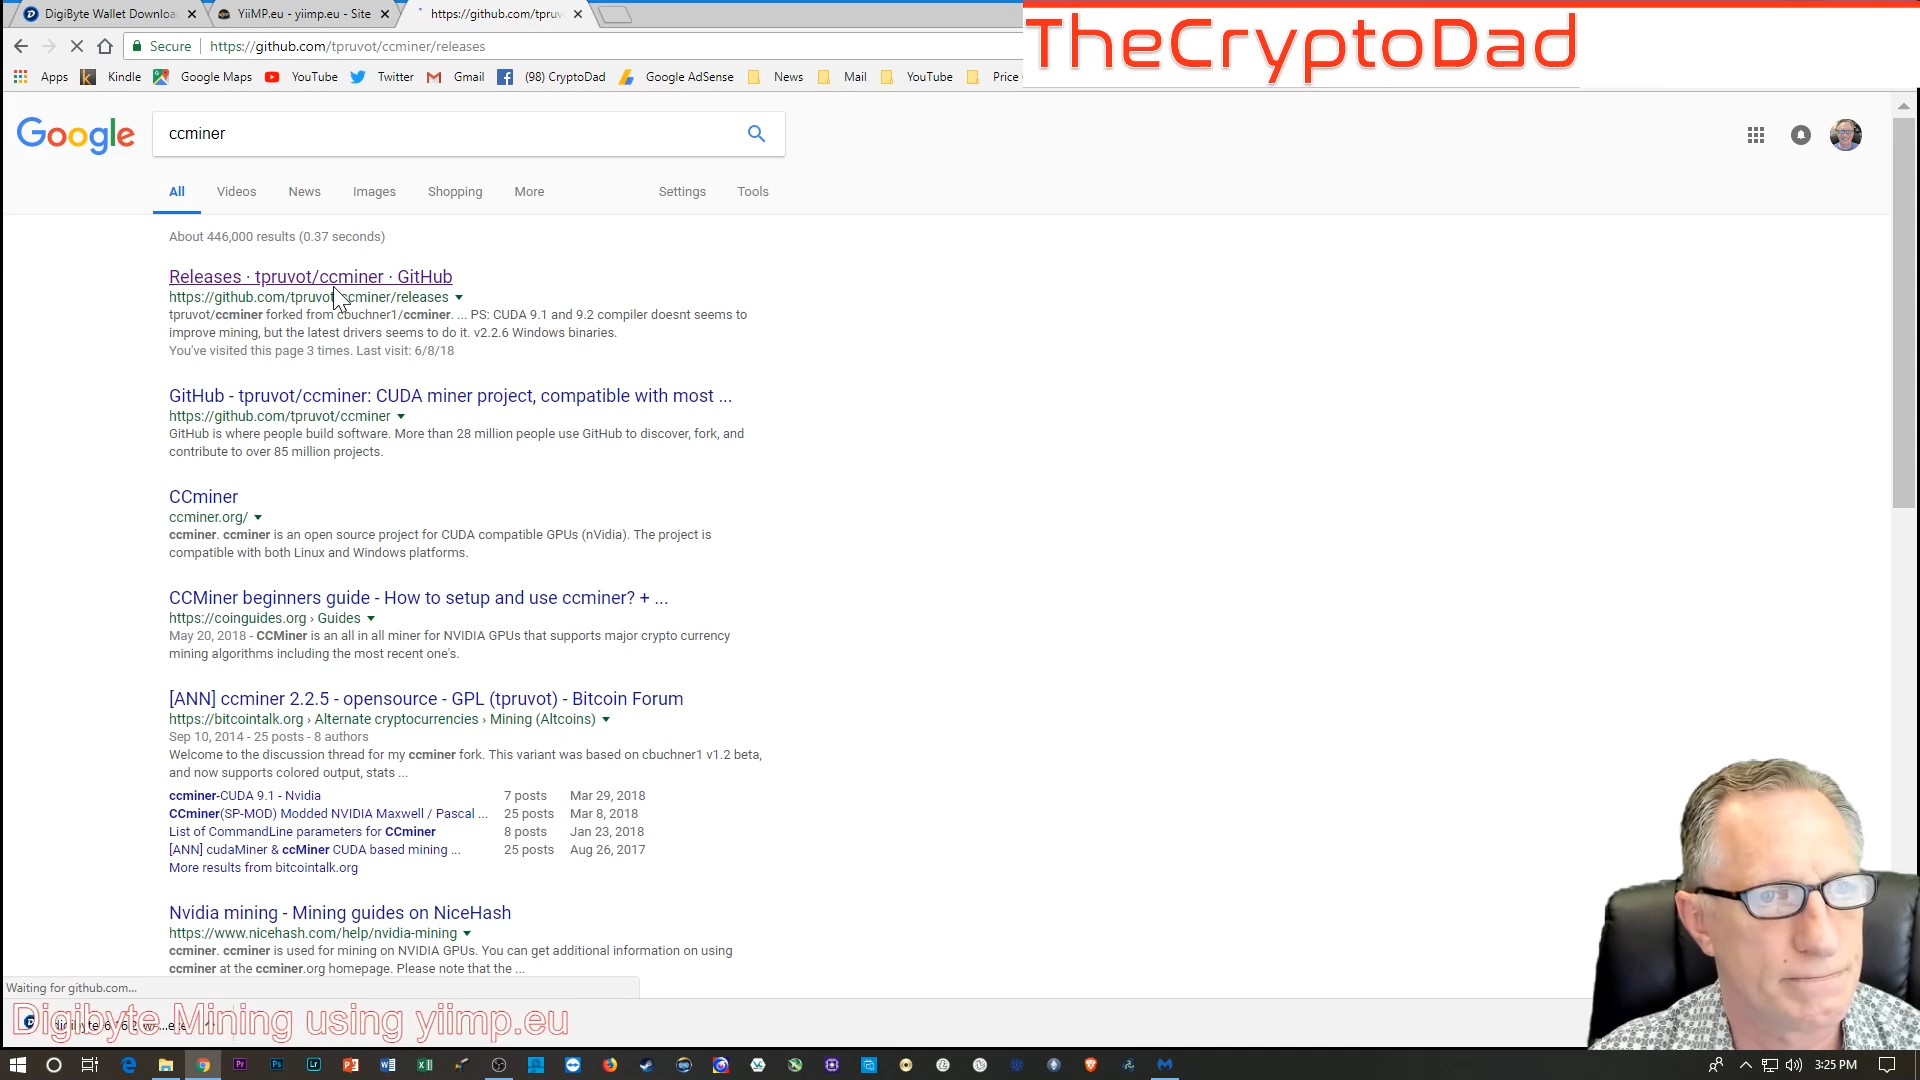 DigiByte Wallet Download
YiiMP.eu - yiimp.eu - Site
https://github.com/tpruv
TheCryptoDad
Secure
https://github.com/tpruvot/ccminer/releases
Apps
Kindle
Google Maps
YouTube
Twitter
Gmail
(98) CryptoDad
Google AdSense
News
Mail
YouTube
Price
Google
ccminer
All
Videos
News
Images
Shopping
More
Settings
Tools
About 446,000 results (0.37 seconds)
Releases · tpruvot/ccminer · GitHub
https://github.com/tpruvot/ccminer/releases
tpruvot/ccminer forked from cbuchner1/ccminer. ... PS: CUDA 9.1 and 9.2 compiler doesnt seems to
improve mining, but the latest drivers seems to do it. v2.2.6 Windows binaries.
You've visited this page 3 times. Last visit: 6/8/18
GitHub - tpruvot/ccminer: CUDA miner project, compatible with most ...
https://github.com/tpruvot/ccminer
GitHub is where people build software. More than 28 million people use GitHub to discover, fork, and
contribute to over 85 million projects.
CCminer
ccminer.org/
ccminer. ccminer is an open source project for CUDA compatible GPUs (nVidia). The project is
compatible with both Linux and Windows platforms.
CCMiner beginners guide - How to setup and use ccminer? + ...
https://coinguides.org › Guides
May 20, 2018 - CCMiner is an all in all miner for NVIDIA GPUs that supports major crypto currency
mining algorithms including the most recent one's.
[ANN] ccminer 2.2.5 - opensource - GPL (tpruvot) - Bitcoin Forum
https://bitcointalk.org › Alternate cryptocurrencies › Mining (Altcoins)
Sep 10, 2014 - 25 posts - 8 authors
Welcome to the discussion thread for my ccminer fork. This variant was based on cbuchner1 v1.2 beta,
and now supports colored output, stats ...
ccminer-CUDA 9.1 - Nvidia 7 posts Mar 29, 2018
CCminer(SP-MOD) Modded NVIDIA Maxwell / Pascal ... 25 posts Mar 8, 2018
List of CommandLine parameters for CCminer 8 posts Jan 23, 2018
[ANN] cudaMiner & ccMiner CUDA based mining ... 25 posts Aug 26, 2017
More results from bitcointalk.org
Nvidia mining - Mining guides on NiceHash
https://www.nicehash.com/help/nvidia-mining
ccminer. ccminer is used for mining on NVIDIA GPUs. You can get additional information on using
ccminer at the ccminer.org homepage. Please note that the ...
Waiting for github.com...
Digibyte Mining using yiimp.eu
3:25 PM